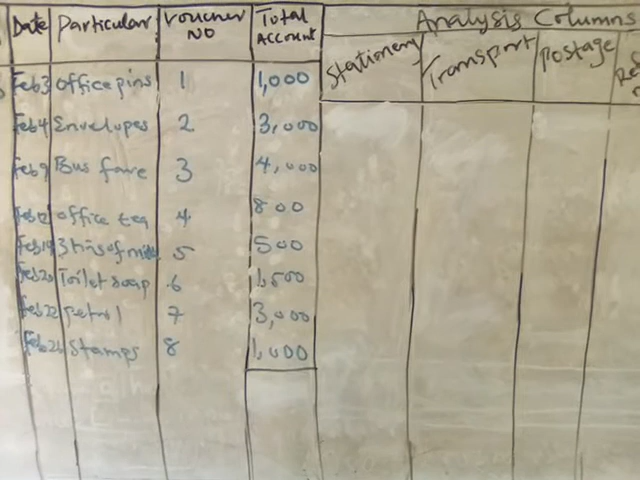 Date Particular Voucher NO Total Account Analysis Columns
Stationery Transport Postage
Feb3 Office pins 1 1,000
Feb4 Envelopes 2 3,000
Feb9 Bus fare 3 4,000
Feb12 Office tea 4 800
Feb19 3 tins of milk 5 500
Feb20 Toilet soap 6 1,500
Feb22 petrol 7 3,000
Feb26 Stamps 8 1,000